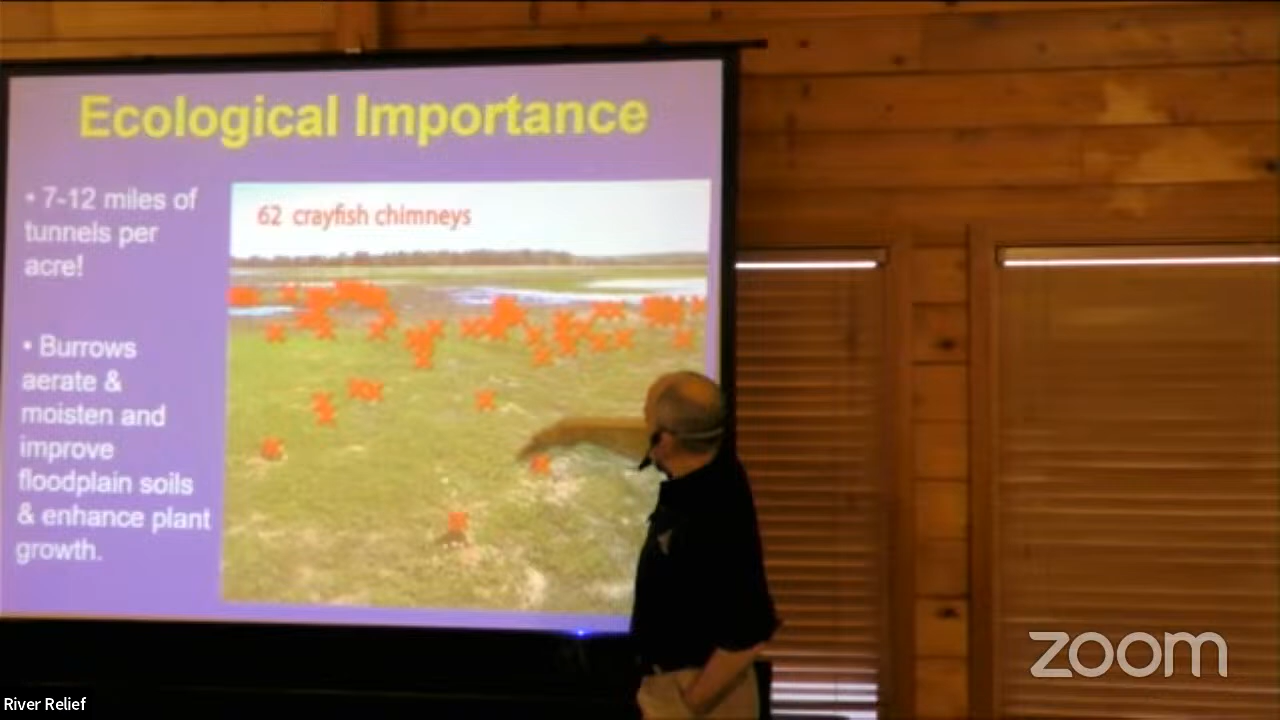 Ecological Importance
• 7-12 miles of
tunnels per
acre!
• Burrows
aerate &
moisten and
improve
floodplain soils
& enhance plant
growth.
62 crayfish chimneys
zoom
River Relief